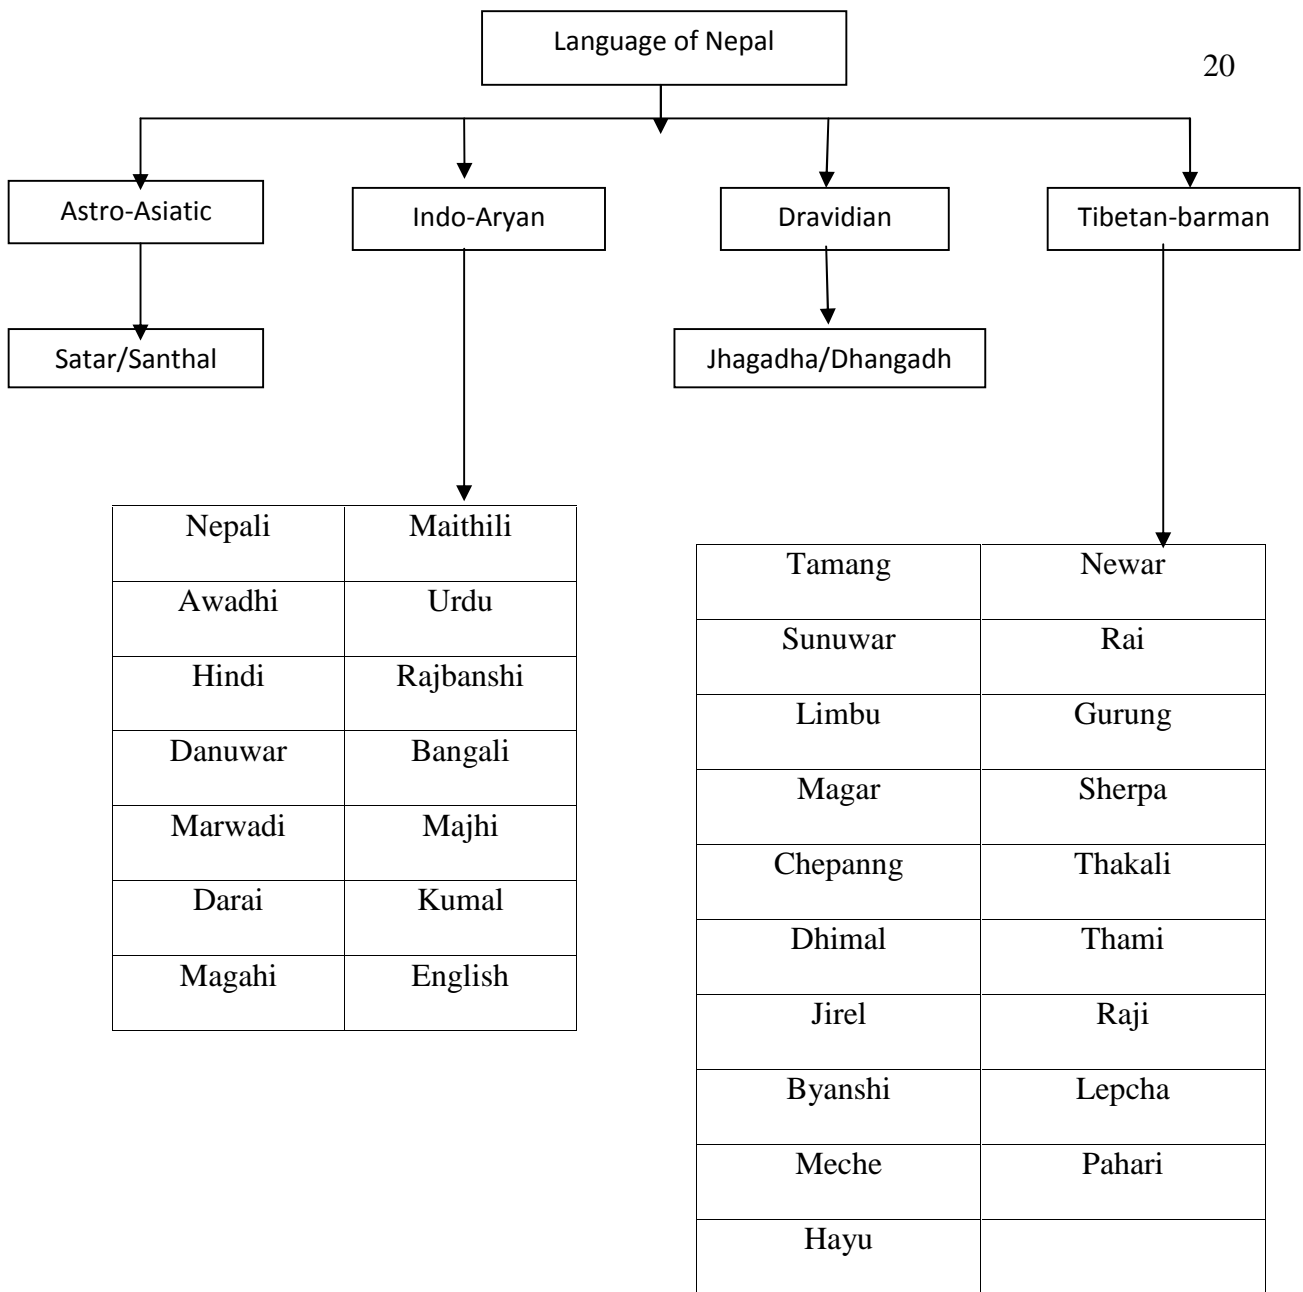 Language of Nepal
20
Astro-Asiatic
Indo-Aryan
Dravidian
Tibetan-barman
Satar/Santhal
Jhagadha/Dhangadh
Nepali Maithili
Awadhi Urdu
Hindi Rajbanshi
Danuwar Bangali
Marwadi Majhi
Darai Kumal
Magahi English
Tamang Newar
Sunuwar Rai
Limbu Gurung
Magar Sherpa
Chepanng Thakali
Dhimal Thami
Jirel Raji
Byanshi Lepcha
Meche Pahari
Hayu